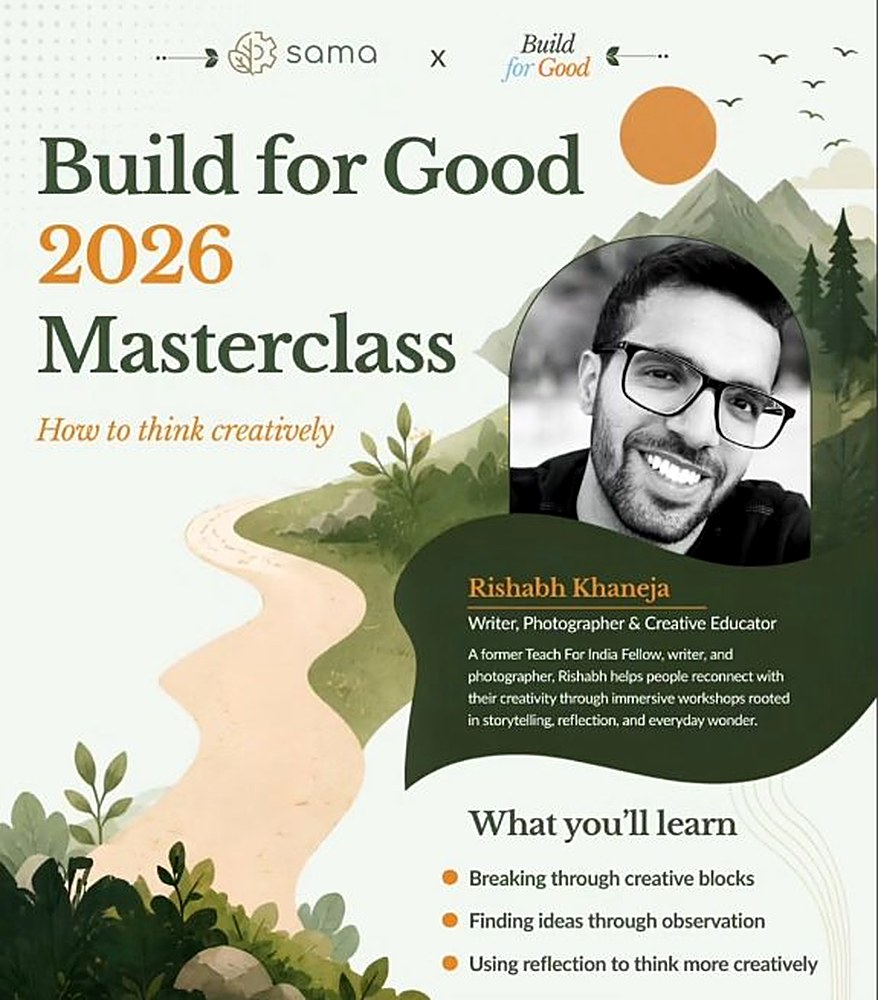 sama
x
Build
for Good
Build for Good
2026
Masterclass
How to think creatively
Rishabh Khaneja
Writer, Photographer & Creative Educator
A former Teach For India Fellow, writer, and
photographer, Rishabh helps people reconnect with
their creativity through immersive workshops rooted
in storytelling, reflection, and everyday wonder.
What you'll learn
Breaking through creative blocks
Finding ideas through observation
Using reflection to think more creatively